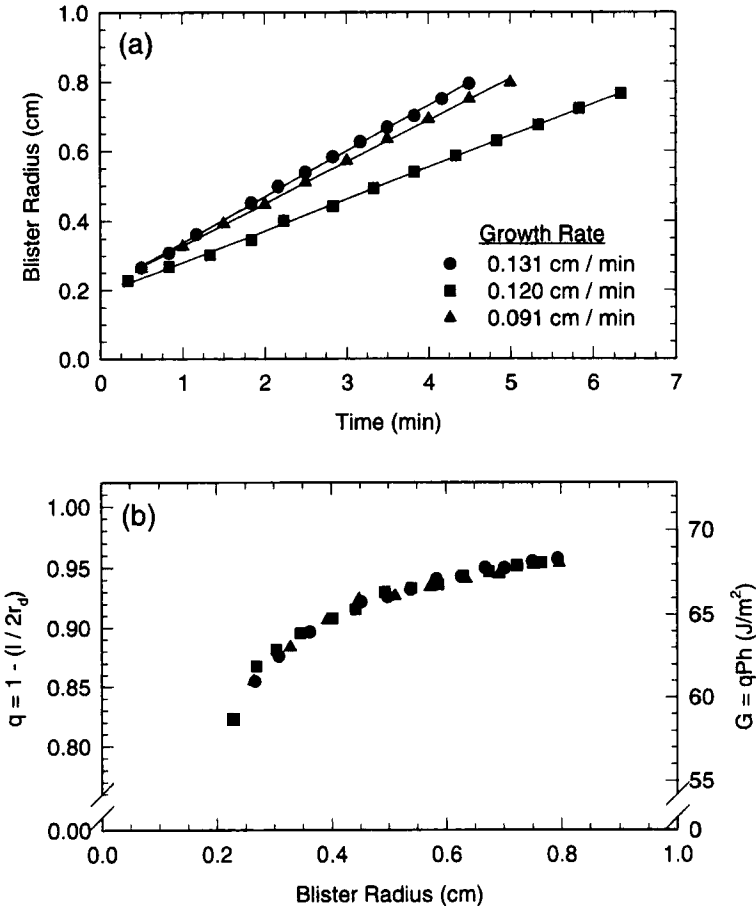 (a)
Blister Radius (cm)
1.0
0.8
0.6
0.4
0.2
0.0
Growth Rate
● 0.131 cm / min
■ 0.120 cm / min
▲ 0.091 cm / min
0 1 2 3 4 5 6 7
Time (min)
(b)
q = 1 - (l / 2r_d)
1.00
0.95
0.90
0.85
0.80
0.00
70
65
60
55
0
G = qPh (J/m²)
0.0 0.2 0.4 0.6 0.8 1.0
Blister Radius (cm)